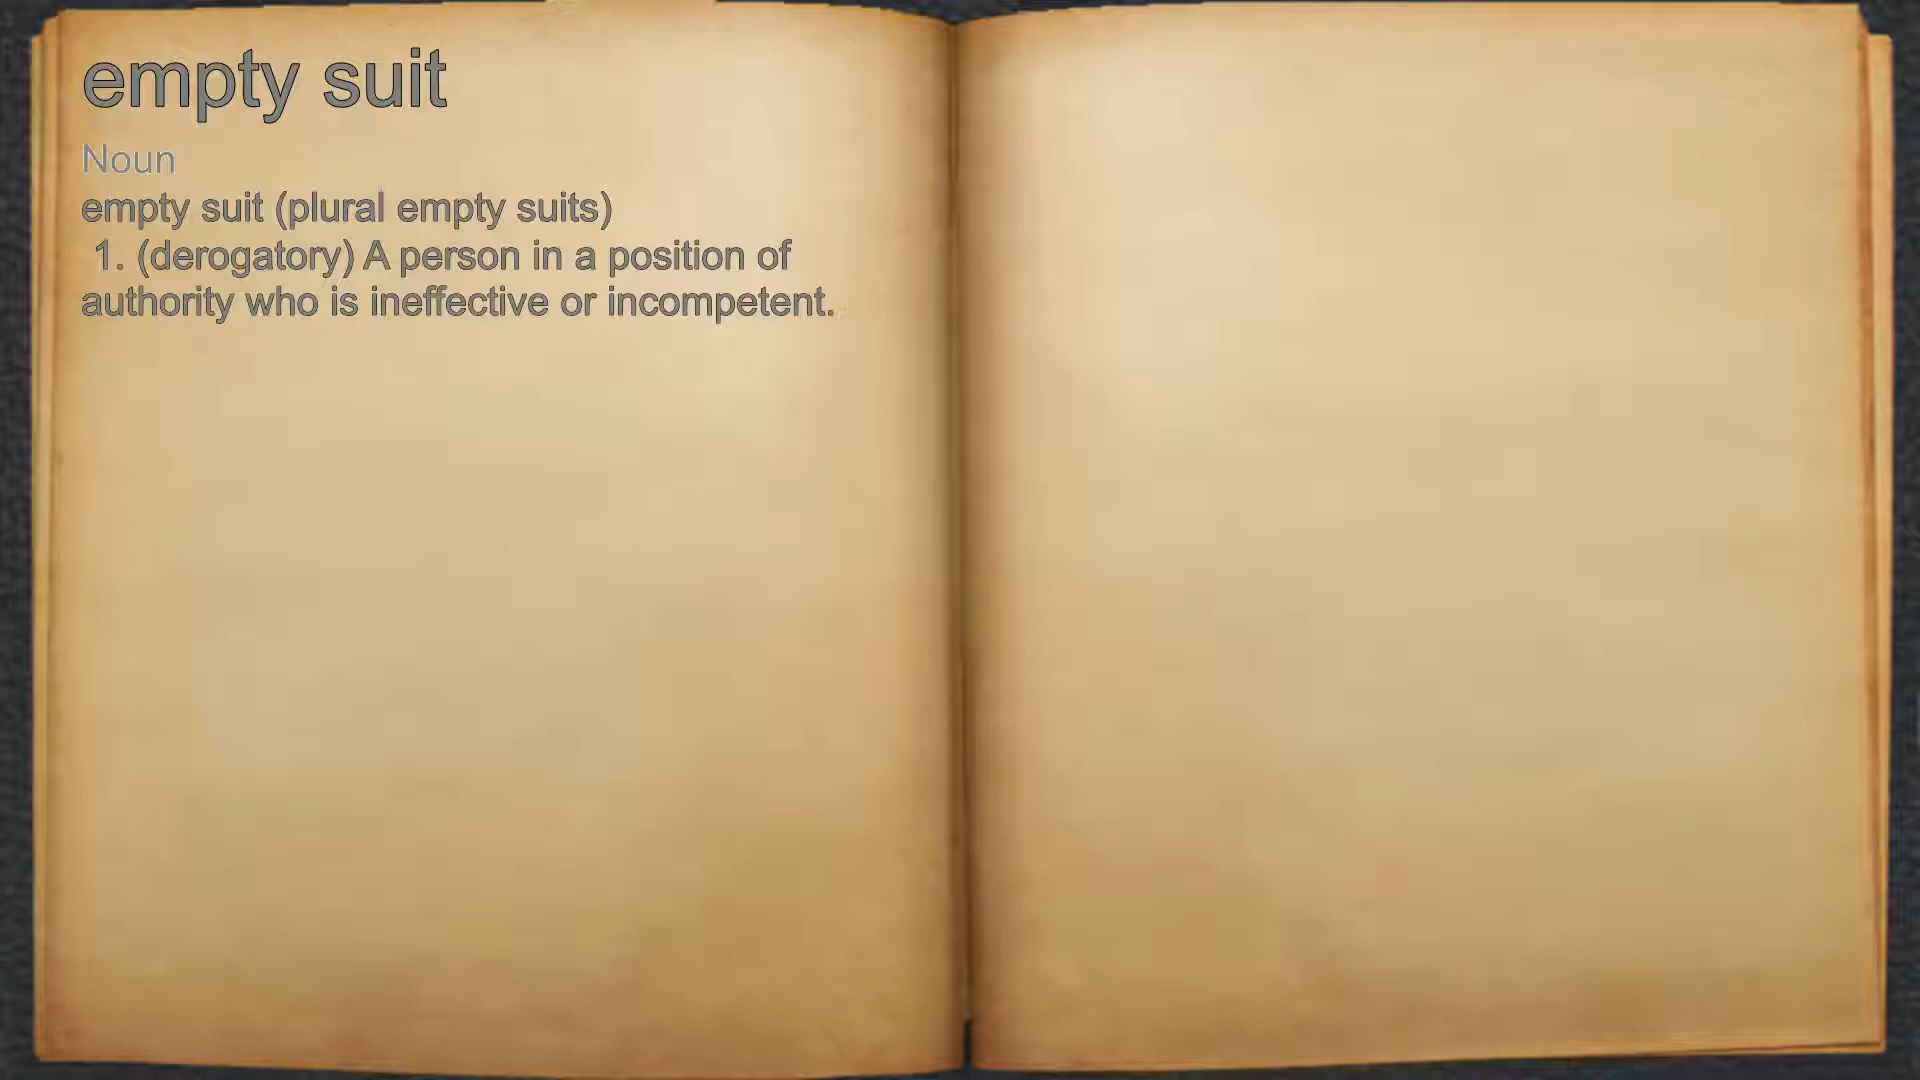 empty suit
Noun
empty suit (plural empty suits)
1. (derogatory) A person in a position of
authority who is ineffective or incompetent.